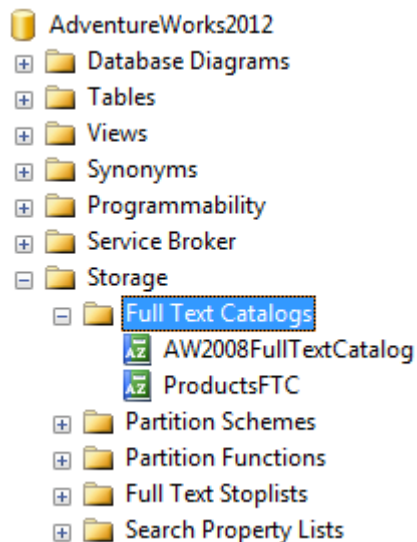 AdventureWorks2012
Database Diagrams
Tables
Views
Synonyms
Programmability
Service Broker
Storage
Full Text Catalogs
AW2008FullTextCatalog
ProductsFTC
Partition Schemes
Partition Functions
Full Text Stoplists
Search Property Lists